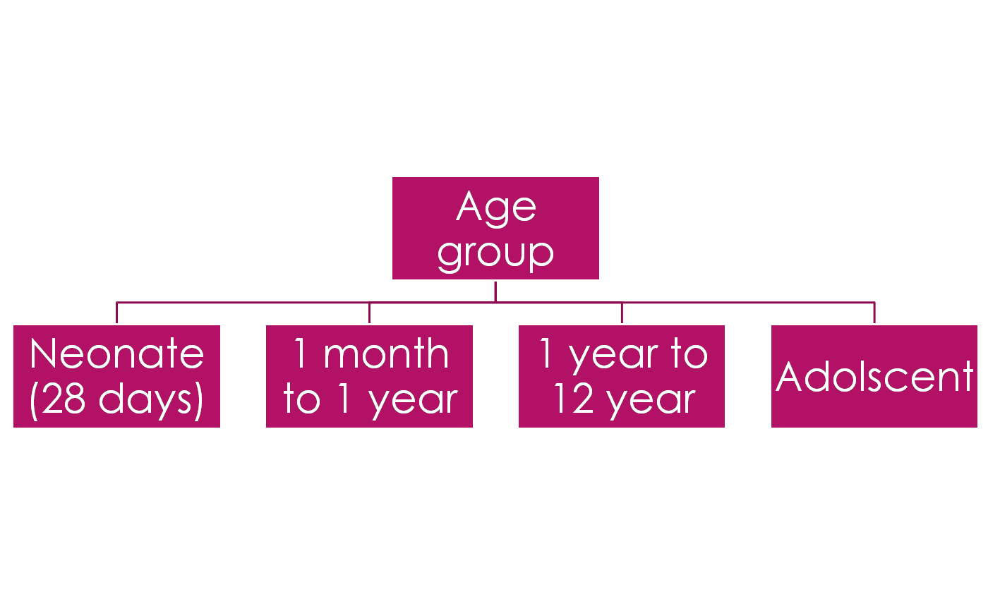 Age
group
Neonate
(28 days)
1 month
to 1 year
1 year to
12 year
Adolscent